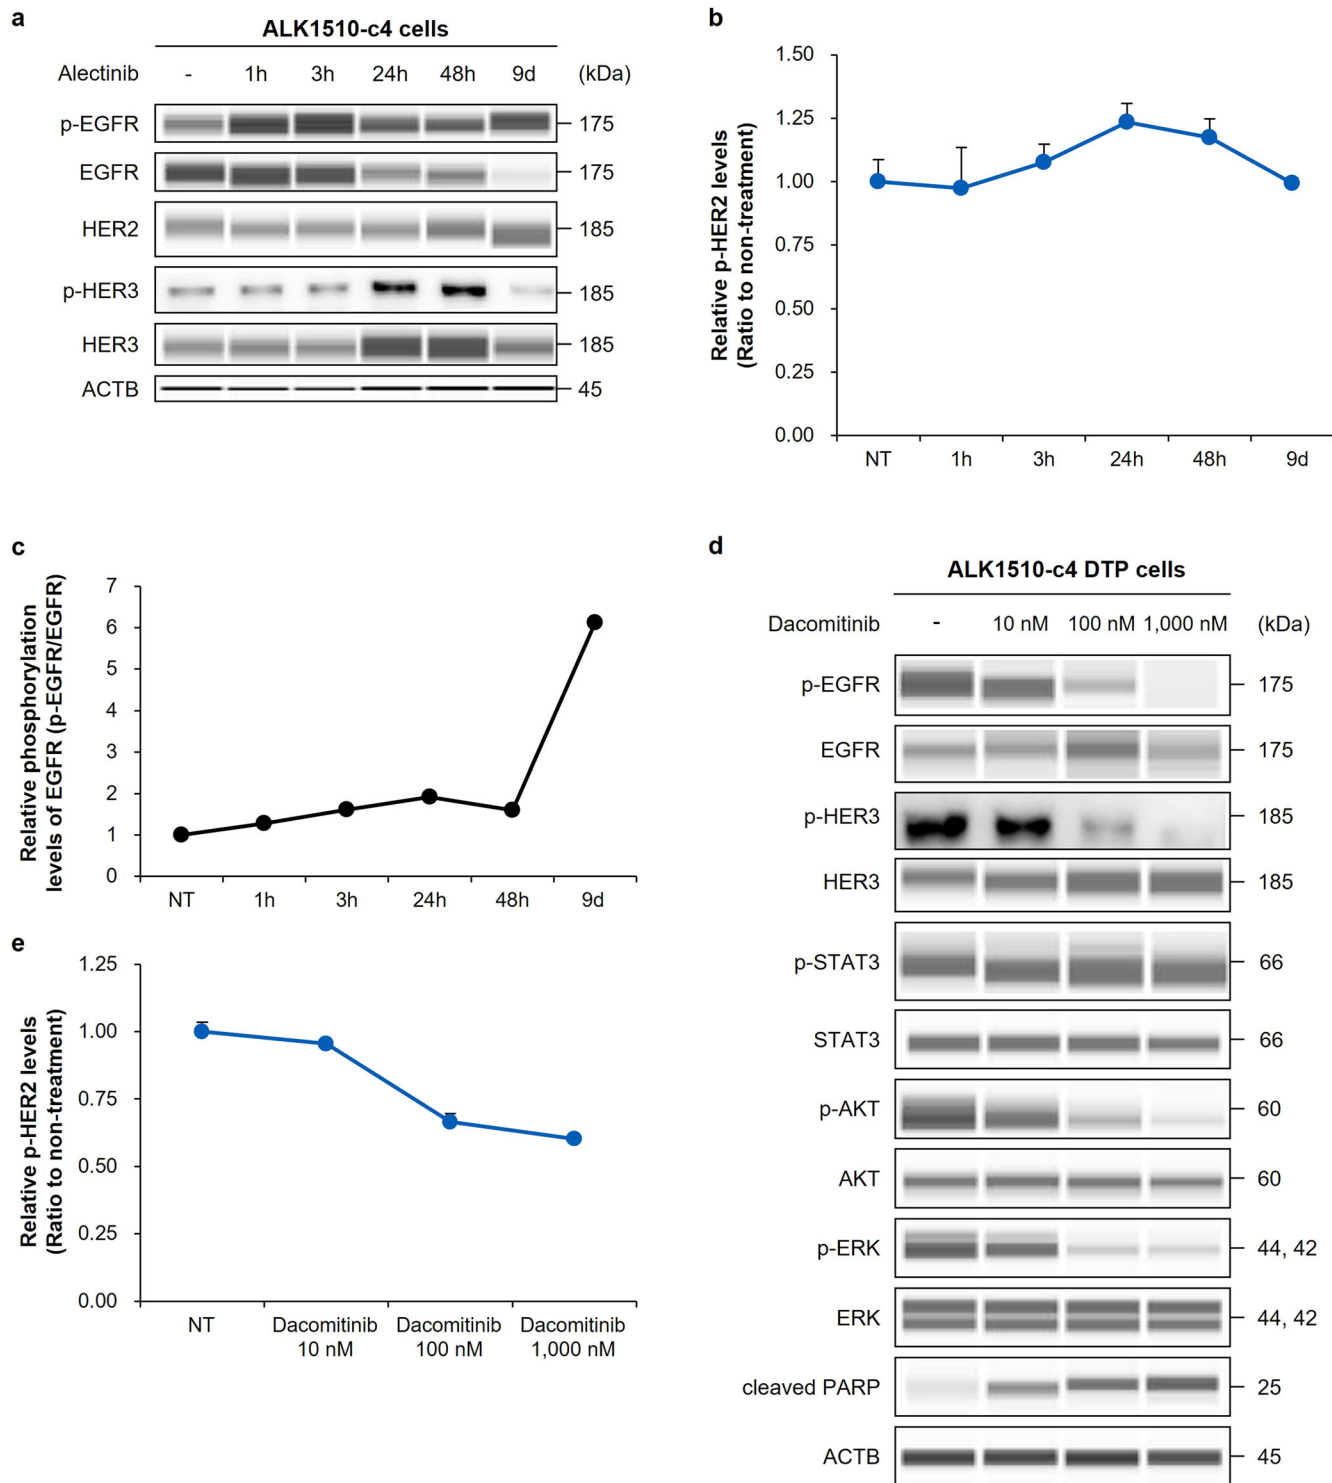 a
ALK1510-c4 cells
Alectinib - 1h 3h 24h 48h 9d (kDa)
p-EGFR 175
EGFR 175
HER2 185
p-HER3 185
HER3 185
ACTB 45
b
Relative p-HER2 levels
(Ratio to non-treatment)
1.50
1.25
1.00
0.75
0.50
0.25
0.00
NT 1h 3h 24h 48h 9d
c
Relative phosphorylation
levels of EGFR (p-EGFR/EGFR)
7
6
5
4
3
2
1
0
NT 1h 3h 24h 48h 9d
d
ALK1510-c4 DTP cells
Dacomitinib - 10 nM 100 nM 1,000 nM (kDa)
p-EGFR 175
EGFR 175
p-HER3 185
HER3 185
p-STAT3 66
STAT3 66
p-AKT 60
AKT 60
p-ERK 44, 42
ERK 44, 42
cleaved PARP 25
ACTB 45
e
Relative p-HER2 levels
(Ratio to non-treatment)
1.25
1.00
0.75
0.50
0.25
0.00
NT Dacomitinib Dacomitinib Dacomitinib
10 nM 100 nM 1,000 nM